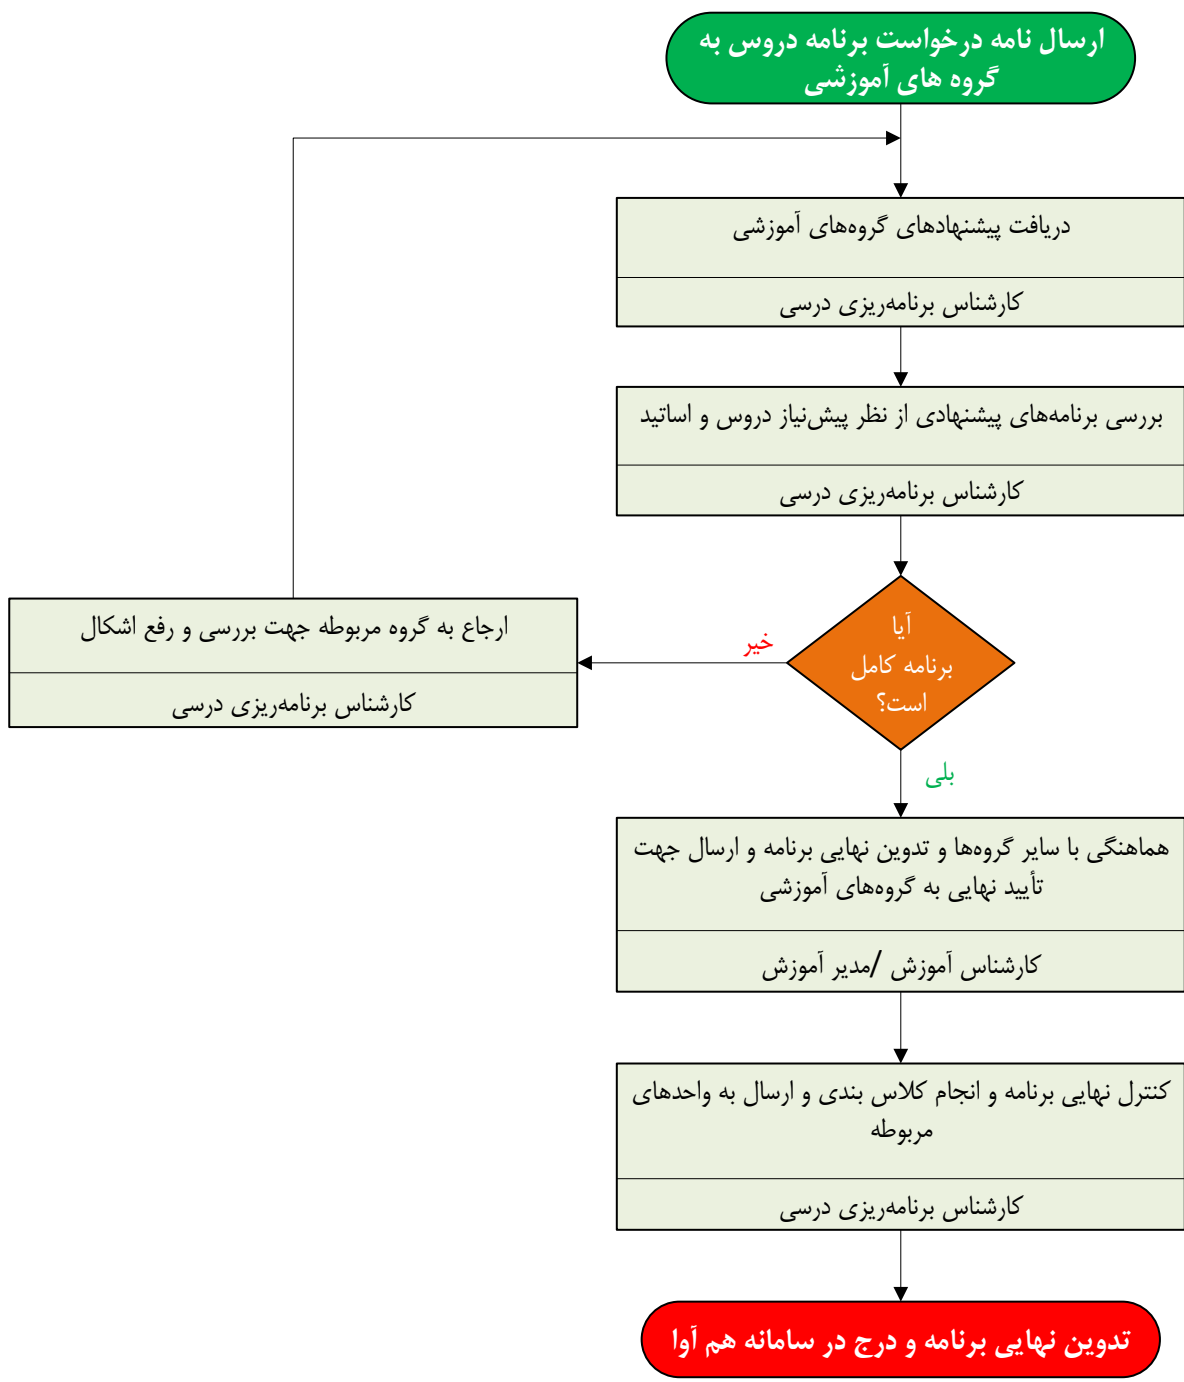 ارسال نامه درخواست برنامه دروس به
گروه های آموزشی
دریافت پیشنهادهای گروه‌های آموزشی
کارشناس برنامه‌ریزی درسی
بررسی برنامه‌های پیشنهادی از نظر پیش‌نیاز دروس و اساتید
کارشناس برنامه‌ریزی درسی
آیا
برنامه کامل
است؟
خیر
ارجاع به گروه مربوطه جهت بررسی و رفع اشکال
کارشناس برنامه‌ریزی درسی
بلی
هماهنگی با سایر گروه‌ها و تدوین نهایی برنامه و ارسال جهت
تأیید نهایی به گروه‌های آموزشی
کارشناس آموزش /مدیر آموزش
کنترل نهایی برنامه و انجام کلاس بندی و ارسال به واحدهای
مربوطه
کارشناس برنامه‌ریزی درسی
تدوین نهایی برنامه و درج در سامانه هم آوا